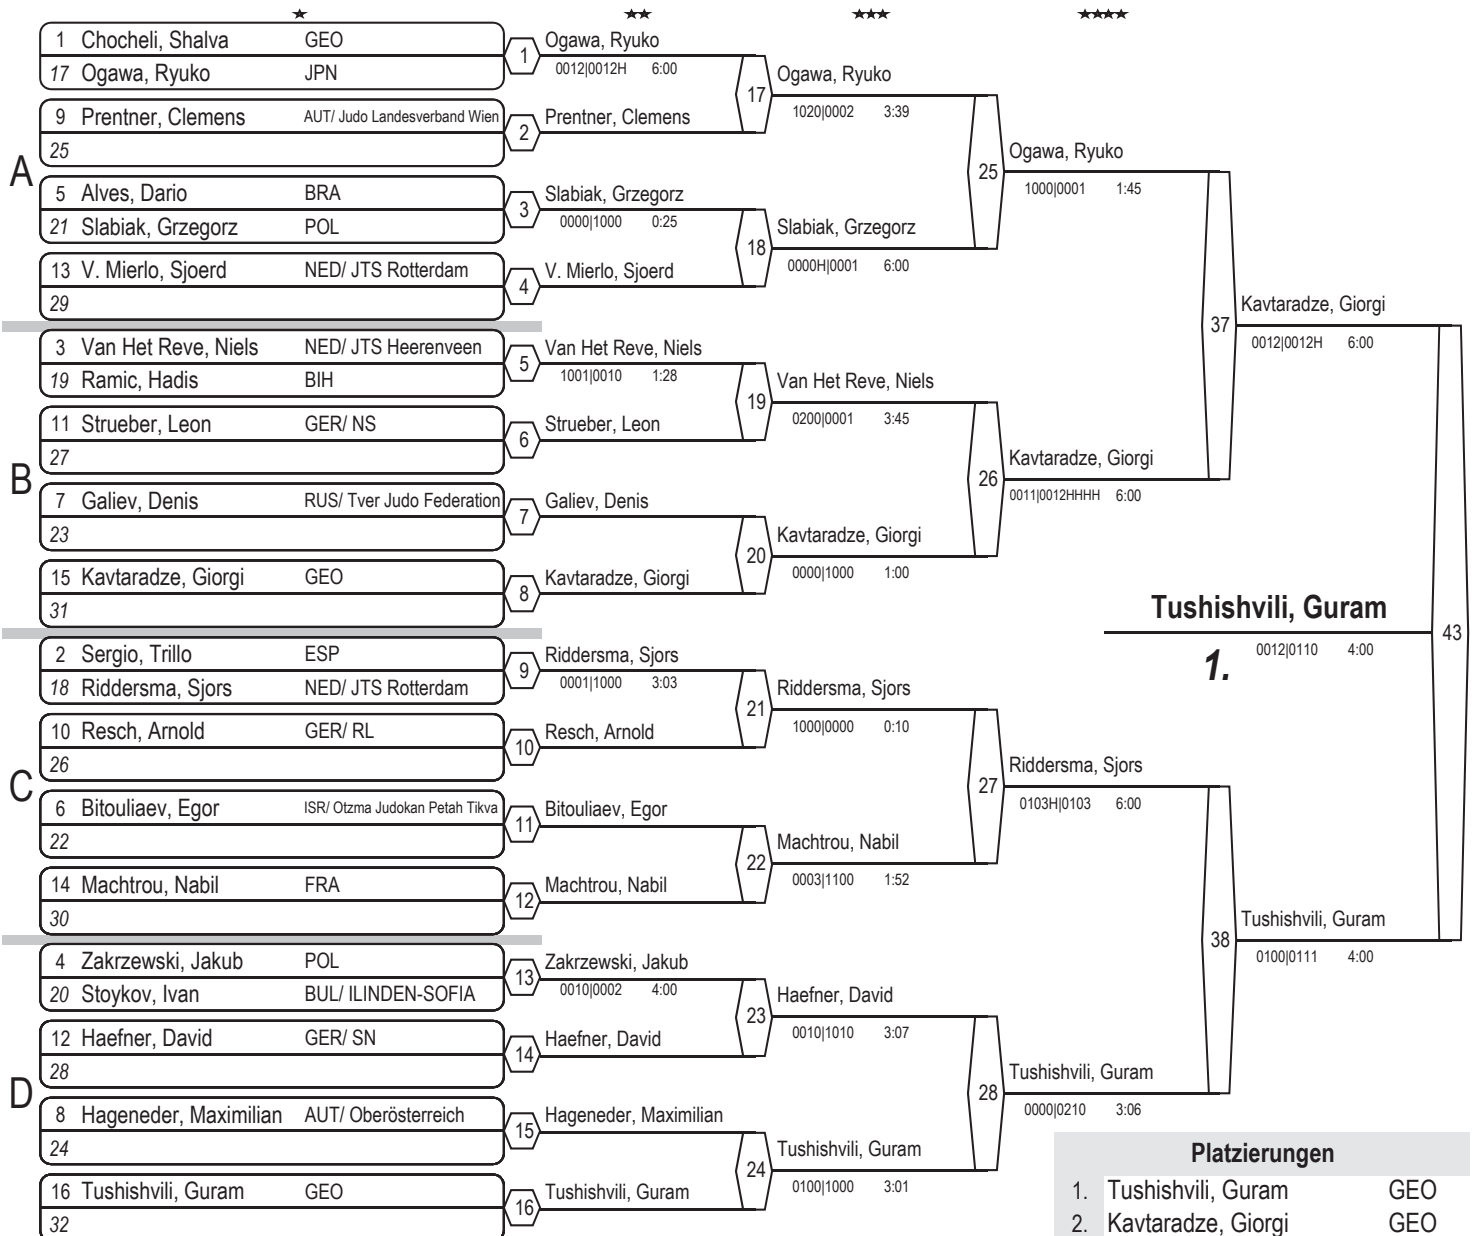 ★ ★★ ★★★ ★★★★
A
1 Chocheli, Shalva GEO
17 Ogawa, Ryuko JPN
9 Prentner, Clemens AUT/ Judo Landesverband Wien
25
5 Alves, Dario BRA
21 Slabiak, Grzegorz POL
13 V. Mierlo, Sjoerd NED/ JTS Rotterdam
29
B
3 Van Het Reve, Niels NED/ JTS Heerenveen
19 Ramic, Hadis BIH
11 Strueber, Leon GER/ NS
27
7 Galiev, Denis RUS/ Tver Judo Federation
23
15 Kavtaradze, Giorgi GEO
31
C
2 Sergio, Trillo ESP
18 Riddersma, Sjors NED/ JTS Rotterdam
10 Resch, Arnold GER/ RL
26
6 Bitouliaev, Egor ISR/ Otzma Judokan Petah Tikva
22
14 Machtrou, Nabil FRA
30
D
4 Zakrzewski, Jakub POL
20 Stoykov, Ivan BUL/ ILINDEN-SOFIA
12 Haefner, David GER/ SN
28
8 Hageneder, Maximilian AUT/ Oberösterreich
24
16 Tushishvili, Guram GEO
32
1 Ogawa, Ryuko
0012|0012H 6:00
2 Prentner, Clemens
3 Slabiak, Grzegorz
0000|1000 0:25
4 V. Mierlo, Sjoerd
5 Van Het Reve, Niels
1001|0010 1:28
6 Strueber, Leon
7 Galiev, Denis
8 Kavtaradze, Giorgi
9 Riddersma, Sjors
0001|1000 3:03
10 Resch, Arnold
11 Bitouliaev, Egor
12 Machtrou, Nabil
13 Zakrzewski, Jakub
0010|0002 4:00
14 Haefner, David
15 Hageneder, Maximilian
16 Tushishvili, Guram
17 Ogawa, Ryuko
1020|0002 3:39
18 Slabiak, Grzegorz
0000H|0001 6:00
19 Van Het Reve, Niels
0200|0001 3:45
20 Kavtaradze, Giorgi
0000|1000 1:00
21 Riddersma, Sjors
1000|0000 0:10
22 Machtrou, Nabil
0003|1100 1:52
23 Haefner, David
0010|1010 3:07
24 Tushishvili, Guram
0100|1000 3:01
25 Ogawa, Ryuko
1000|0001 1:45
26 Kavtaradze, Giorgi
0011|0012HHHH 6:00
27 Riddersma, Sjors
0103H|0103 6:00
28 Tushishvili, Guram
0000|0210 3:06
37 Kavtaradze, Giorgi
0012|0012H 6:00
38 Tushishvili, Guram
0100|0111 4:00
43
Tushishvili, Guram
1. 0012|0110 4:00
Platzierungen
1. Tushishvili, Guram GEO
2. Kavtaradze, Giorgi GEO